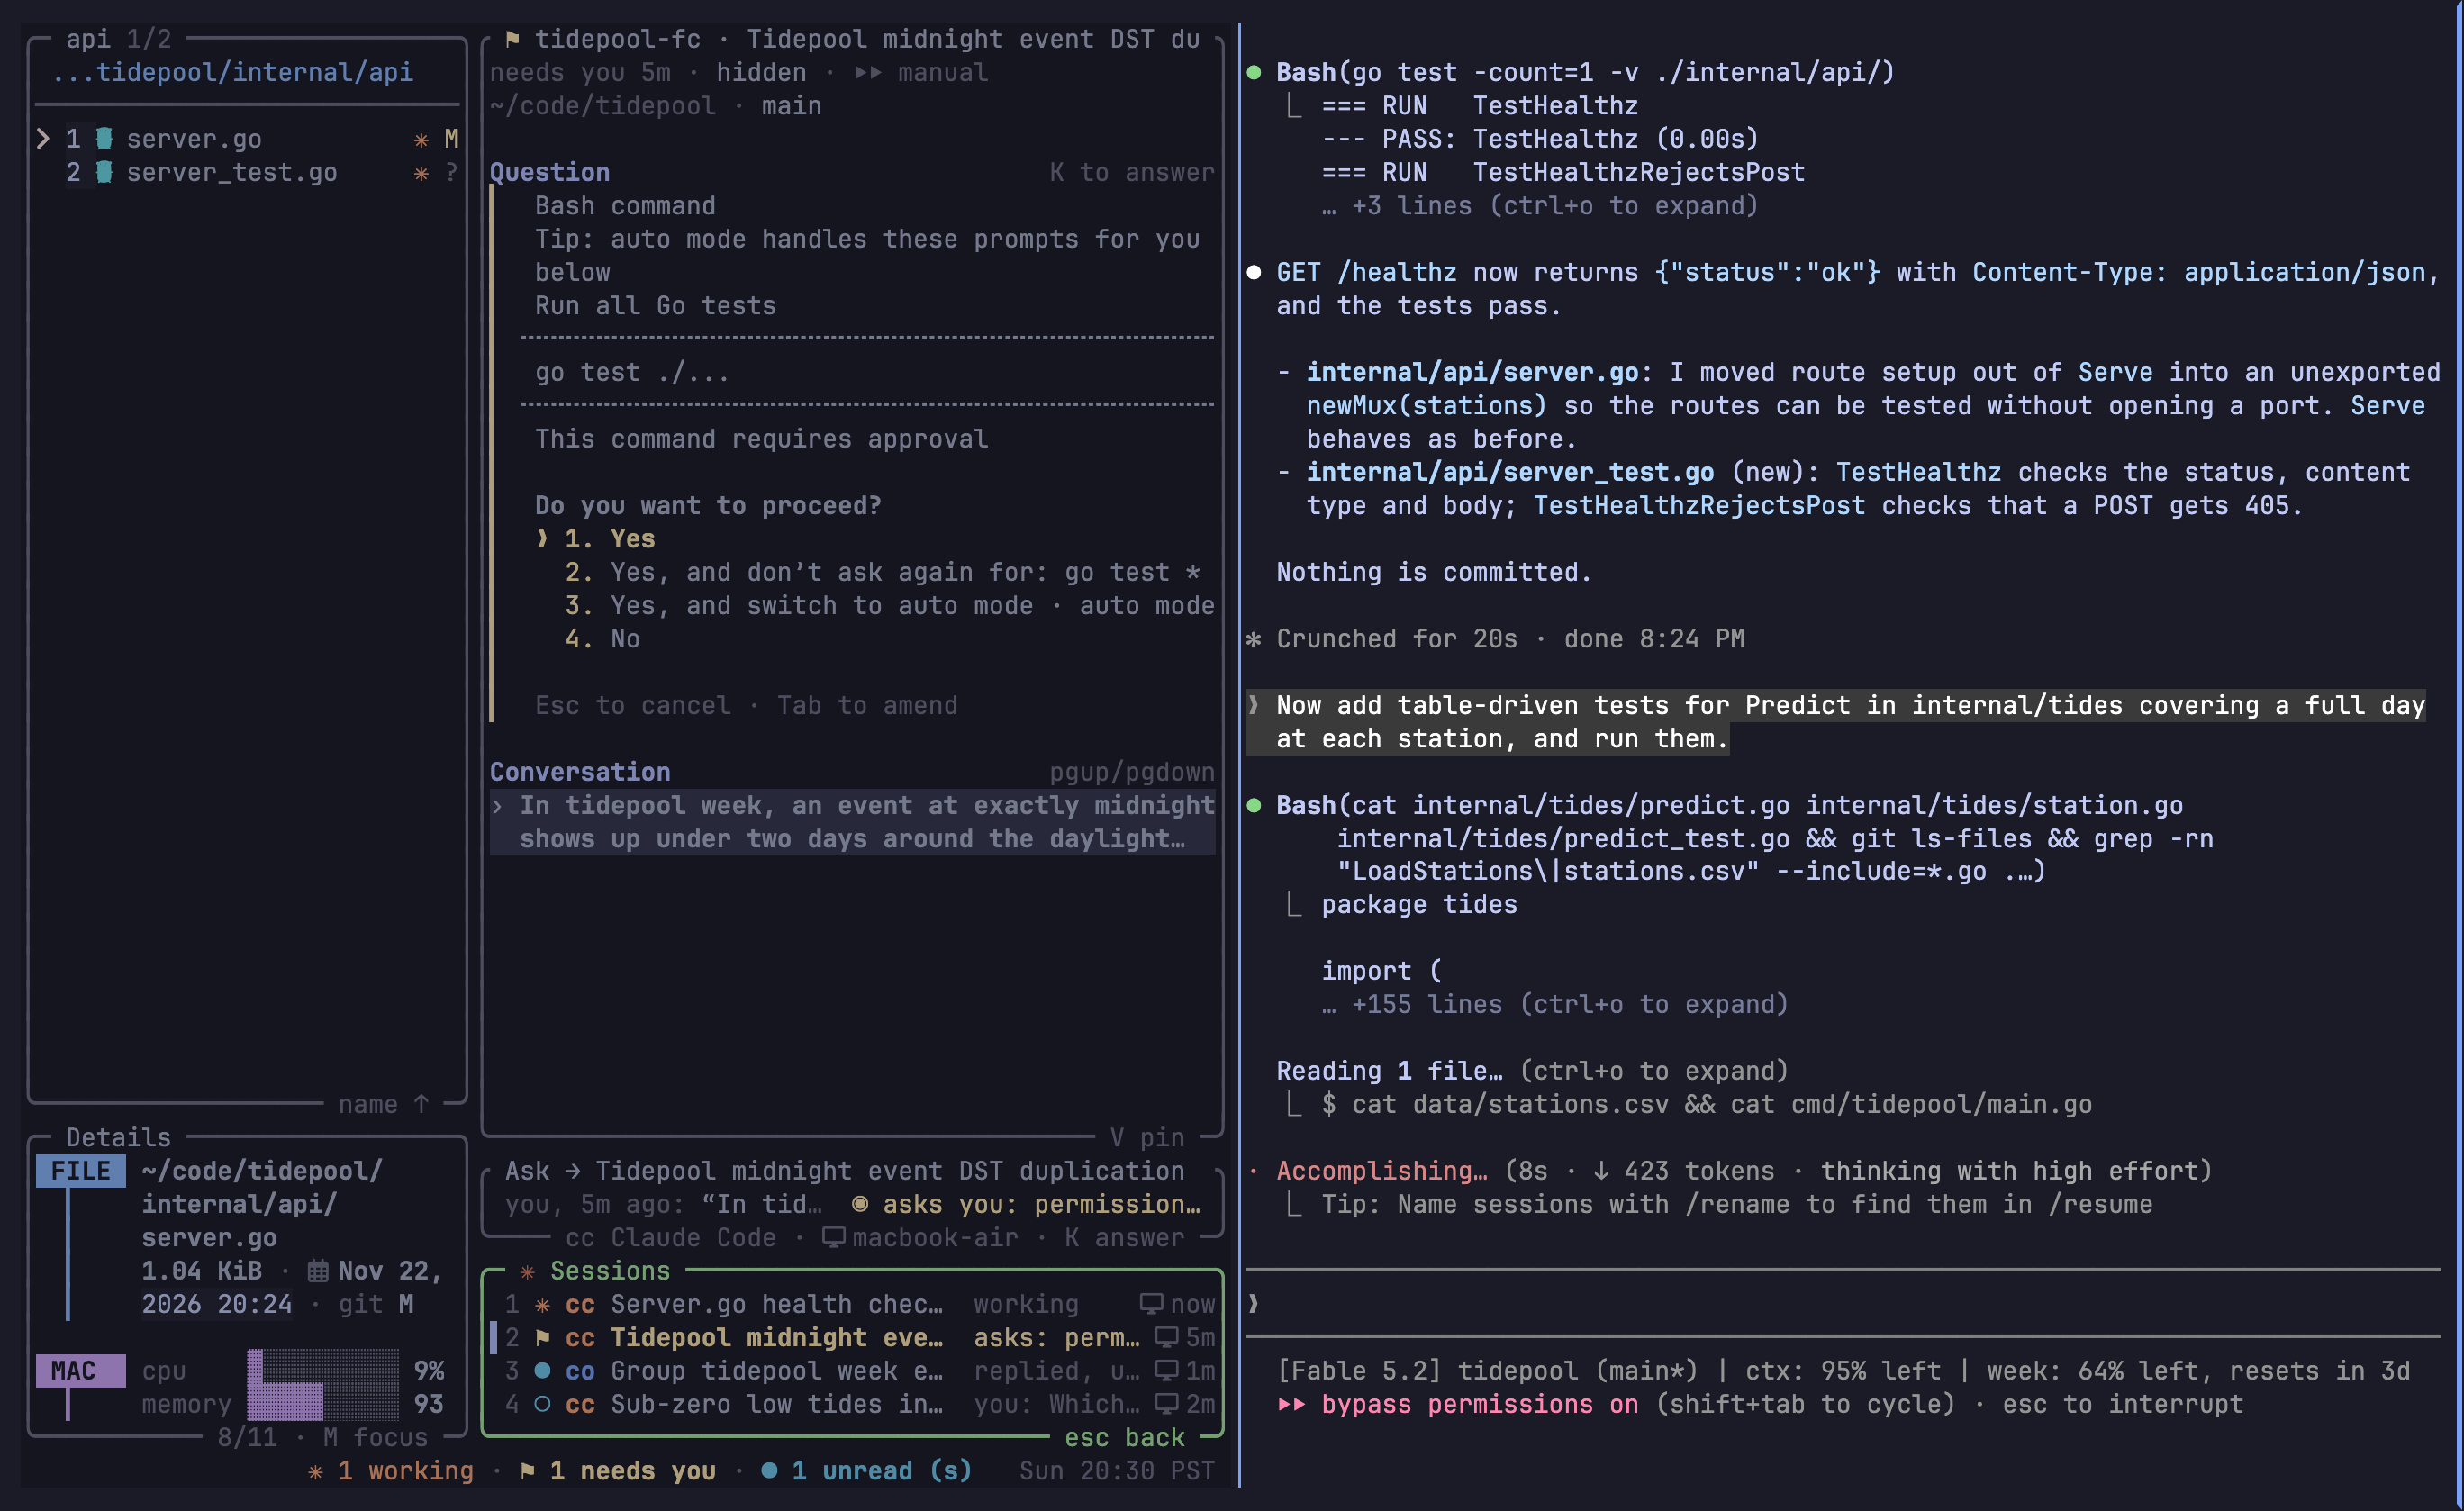 api 1/2
...tidepool/internal/api
1 server.go ✳ M
2 server_test.go ✳ ?
name ↑
Details
FILE ~/code/tidepool/
internal/api/
server.go
1.04 KiB · Nov 22,
2026 20:24 · git M
MAC cpu 9%
memory 93
8/11 · M focus
⚑ tidepool-fc · Tidepool midnight event DST du
needs you 5m · hidden · ▸▸ manual
~/code/tidepool · main
Question K to answer
Bash command
Tip: auto mode handles these prompts for you
below
Run all Go tests
go test ./...
This command requires approval
Do you want to proceed?
❯ 1. Yes
2. Yes, and don’t ask again for: go test *
3. Yes, and switch to auto mode · auto mode
4. No
Esc to cancel · Tab to amend
Conversation pgup/pgdown
› In tidepool week, an event at exactly midnight
shows up under two days around the daylight…
V pin
Ask → Tidepool midnight event DST duplication
you, 5m ago: “In tid… ◉ asks you: permission…
cc Claude Code · macbook-air · K answer
✳ Sessions
1 ✳ cc Server.go health chec… working now
2 ⚑ cc Tidepool midnight eve… asks: perm… 5m
3 ● co Group tidepool week e… replied, u… 1m
4 ○ cc Sub-zero low tides in… you: Which… 2m
esc back
✳ 1 working · ⚑ 1 needs you · ● 1 unread (s) Sun 20:30 PST
● Bash(go test -count=1 -v ./internal/api/)
=== RUN TestHealthz
--- PASS: TestHealthz (0.00s)
=== RUN TestHealthzRejectsPost
… +3 lines (ctrl+o to expand)
● GET /healthz now returns {"status":"ok"} with Content-Type: application/json,
and the tests pass.
- internal/api/server.go: I moved route setup out of Serve into an unexported
newMux(stations) so the routes can be tested without opening a port. Serve
behaves as before.
- internal/api/server_test.go (new): TestHealthz checks the status, content
type and body; TestHealthzRejectsPost checks that a POST gets 405.
Nothing is committed.
✻ Crunched for 20s · done 8:24 PM
❯ Now add table-driven tests for Predict in internal/tides covering a full day
at each station, and run them.
● Bash(cat internal/tides/predict.go internal/tides/station.go
internal/tides/predict_test.go && git ls-files && grep -rn
"LoadStations\|stations.csv" --include=*.go .…)
package tides
import (
… +155 lines (ctrl+o to expand)
Reading 1 file… (ctrl+o to expand)
$ cat data/stations.csv && cat cmd/tidepool/main.go
· Accomplishing… (8s · ↓ 423 tokens · thinking with high effort)
Tip: Name sessions with /rename to find them in /resume
❯
[Fable 5.2] tidepool (main*) | ctx: 95% left | week: 64% left, resets in 3d
▸▸ bypass permissions on (shift+tab to cycle) · esc to interrupt